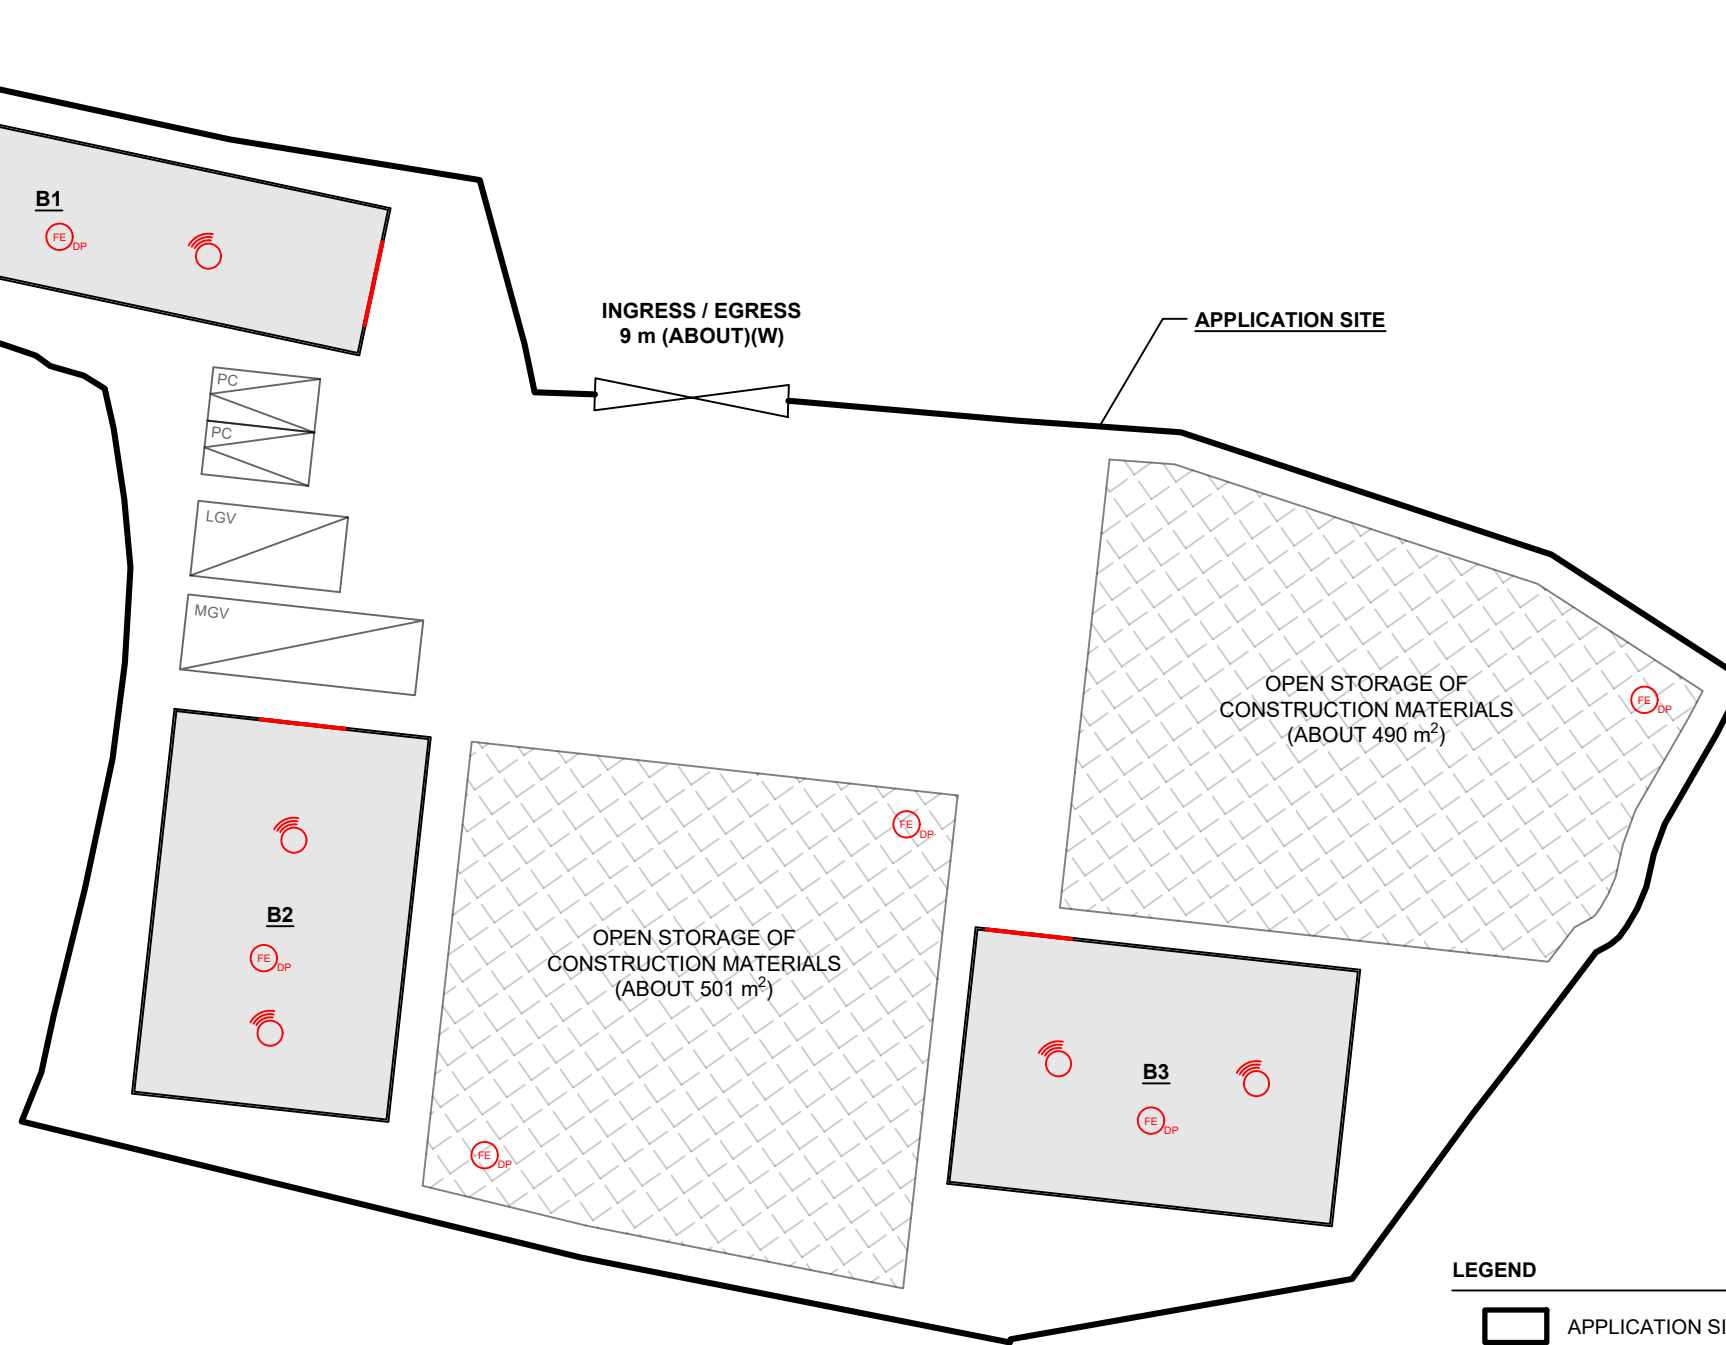 B1
FE
DP
INGRESS / EGRESS
9 m (ABOUT)(W)
APPLICATION SITE
PC
PC
LGV
MGV
OPEN STORAGE OF
CONSTRUCTION MATERIALS
(ABOUT 490 m²)
FE
DP
FE
DP
B2
FE
DP
OPEN STORAGE OF
CONSTRUCTION MATERIALS
(ABOUT 501 m²)
B3
FE
DP
FE
DP
LEGEND
APPLICATION SI